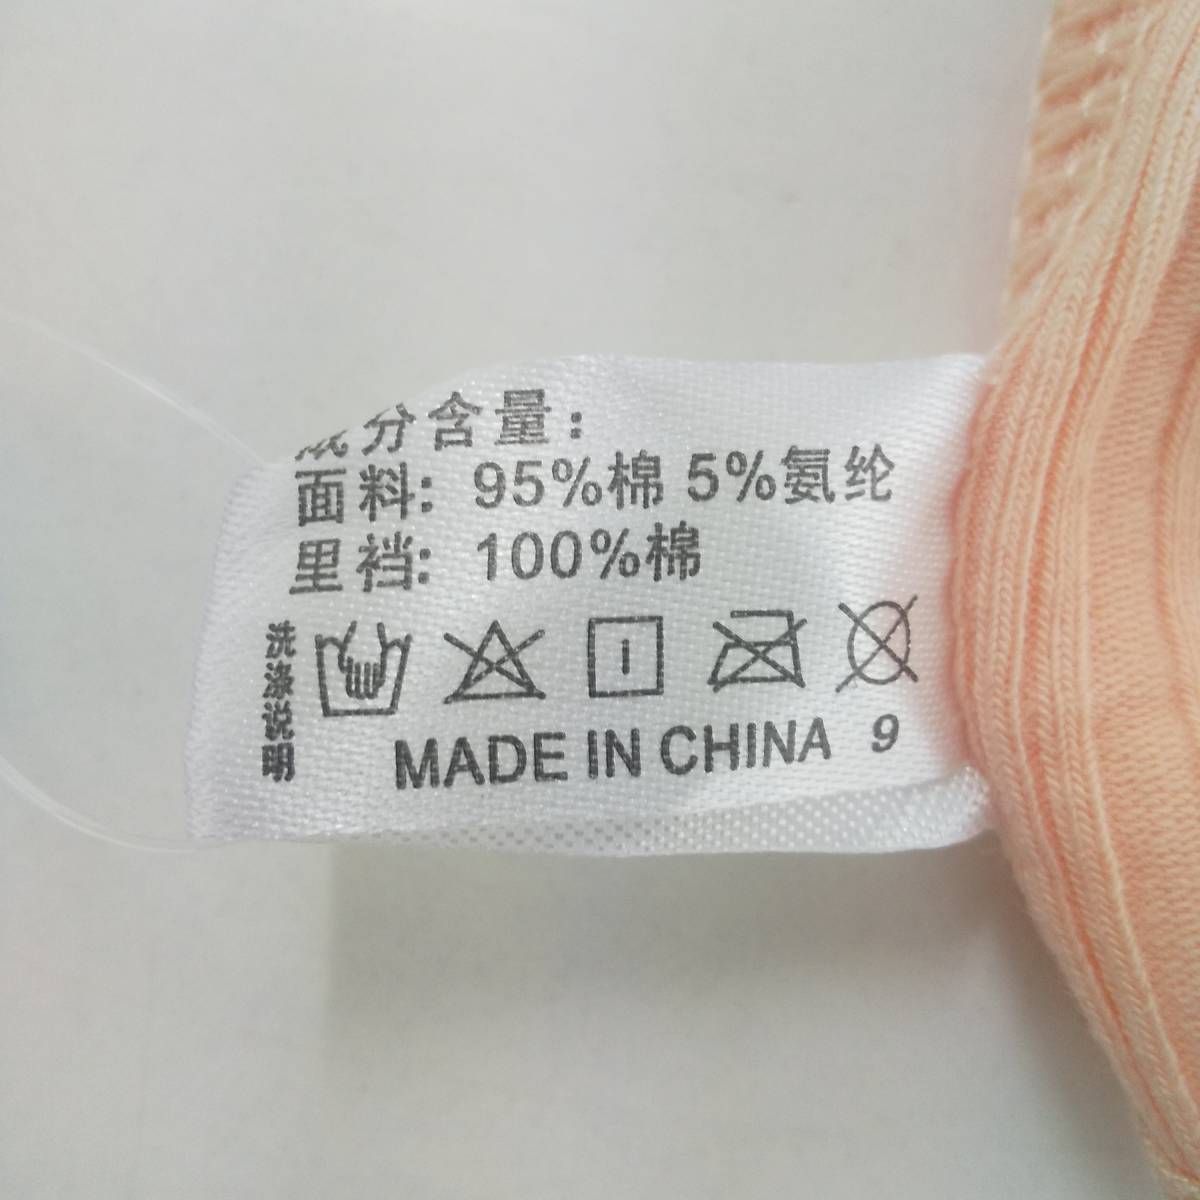 成分含量：
面料：95%棉 5%氨纶
里裆：100%棉
洗涤说明
MADE IN CHINA 9